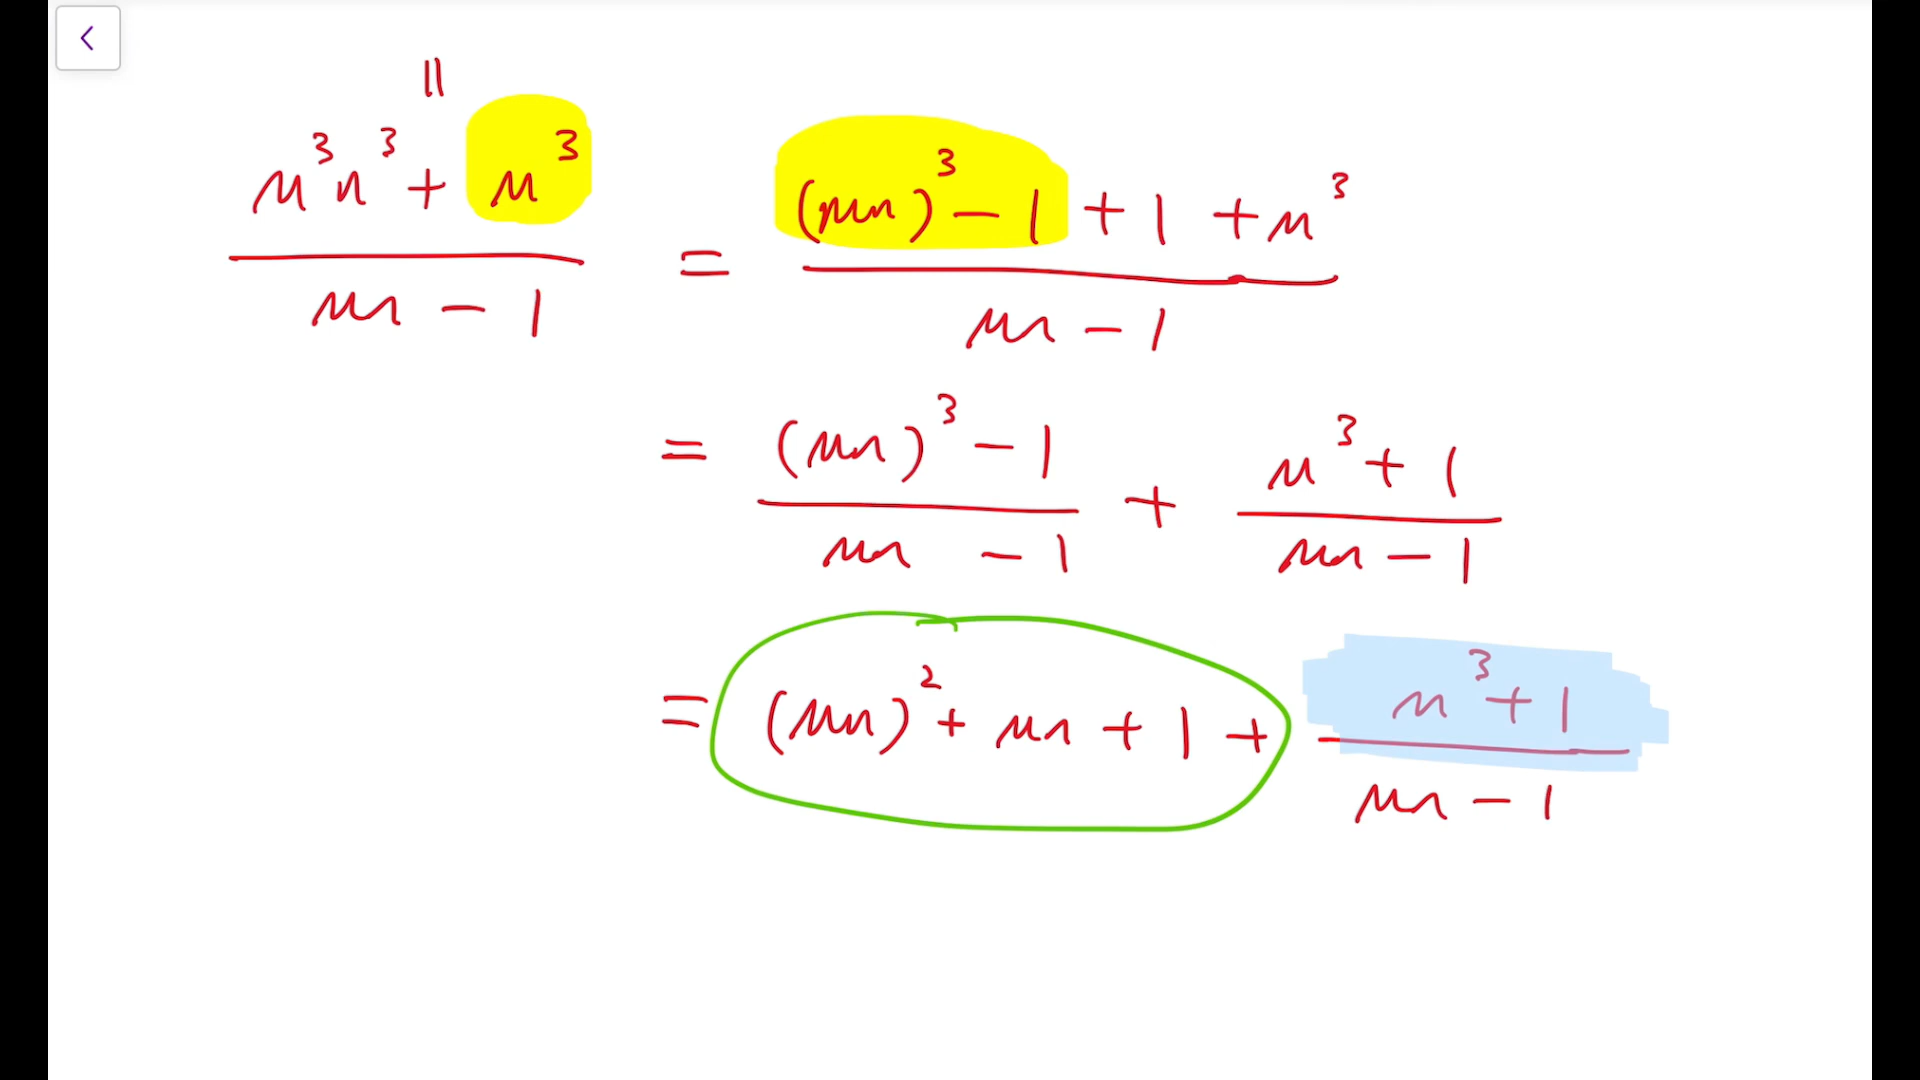 ||
m³n³ + m³ / mn - 1 = (mn)³ - 1 + 1 + m³ / mn - 1
= (mn)³ - 1 / mn - 1 + m³ + 1 / mn - 1
= (mn)² + mn + 1 + m³ + 1 / mn - 1